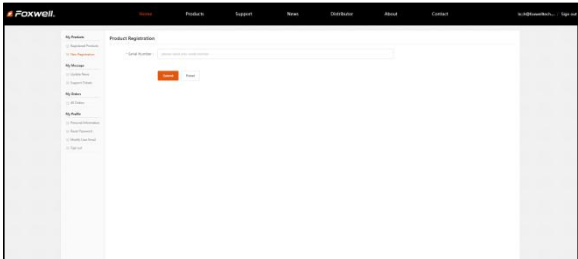 FOXWELL.
Home Products Support News Distributor About Contact
Sign out
My Products
Registered Products
New Registration
My Message
Update News
Support Tickets
My Orders
All Orders
My Profile
Personal Information
Reset Password
Modify User Email
Sign out
Product Registration
* Serial Number
Submit Reset